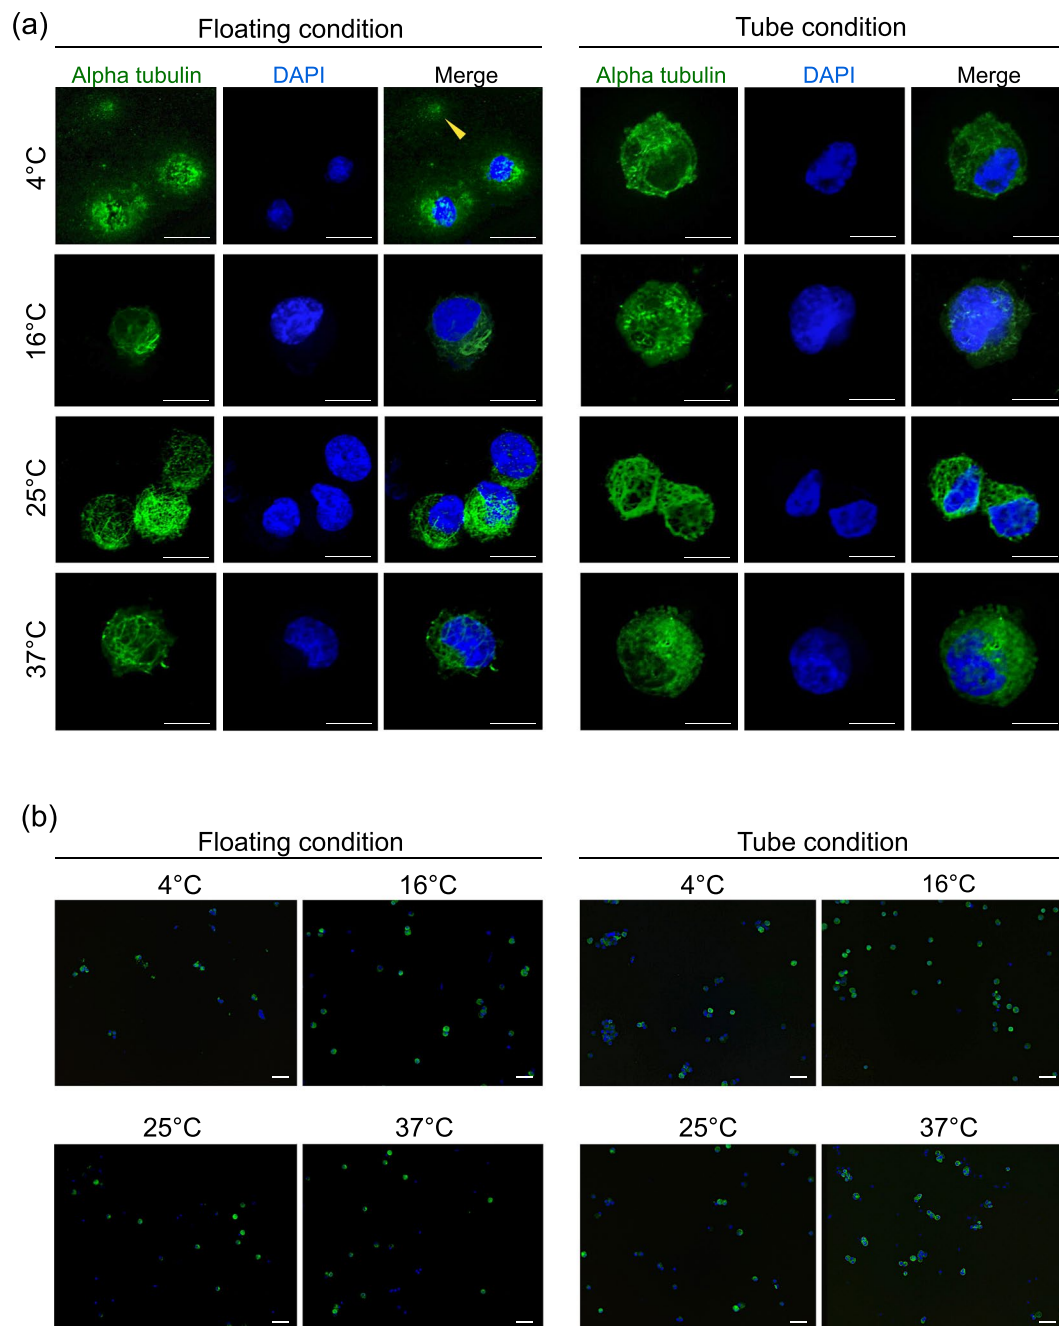 (a)
Floating condition
Tube condition
Alpha tubulin DAPI Merge
Alpha tubulin DAPI Merge
4°C
16°C
25°C
37°C
(b)
Floating condition
Tube condition
4°C 16°C
4°C 16°C
25°C 37°C
25°C 37°C